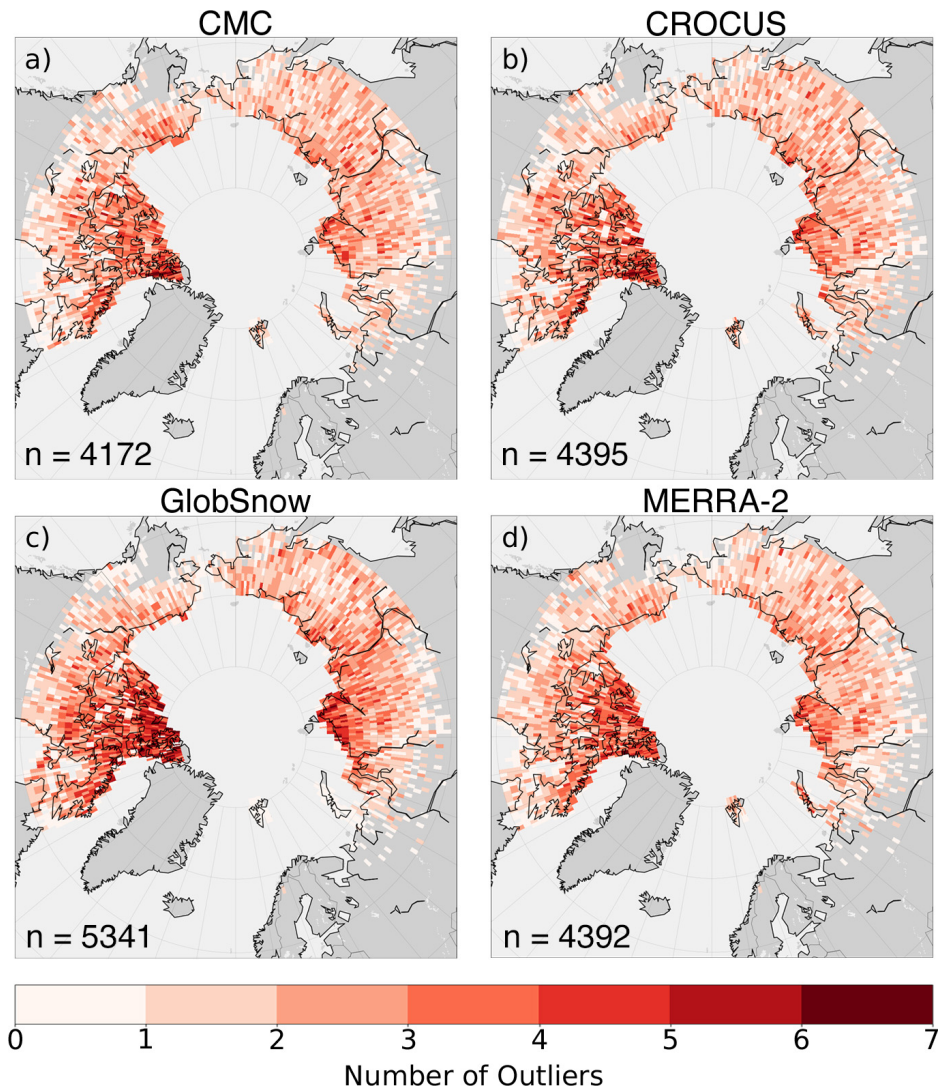 CMC
CROCUS
a)
b)
n = 4172
n = 4395
GlobSnow
MERRA-2
c)
d)
n = 5341
n = 4392
0 1 2 3 4 5 6 7
Number of Outliers